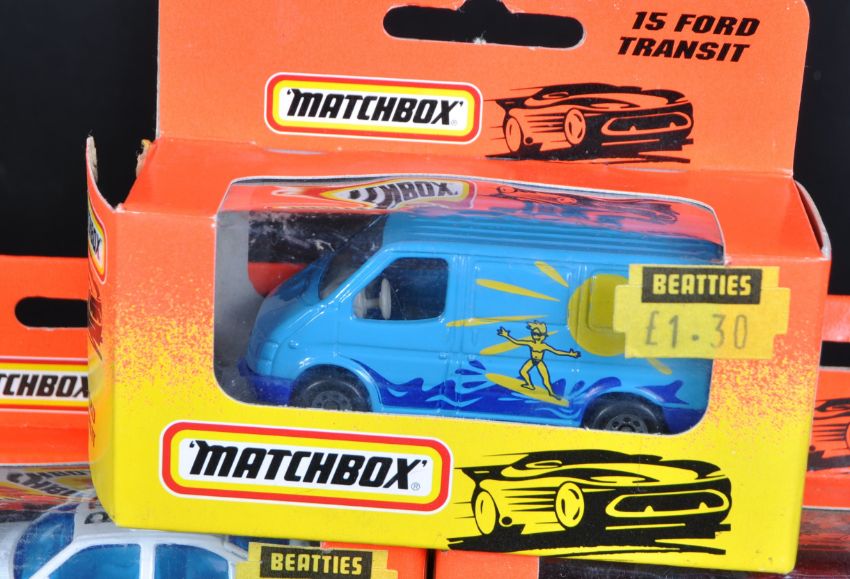 15 FORD
TRANSIT
'MATCHBOX'®
BEATTIES
£1.30
'MATCHBOX'®
TCHBOX
BEATTIES